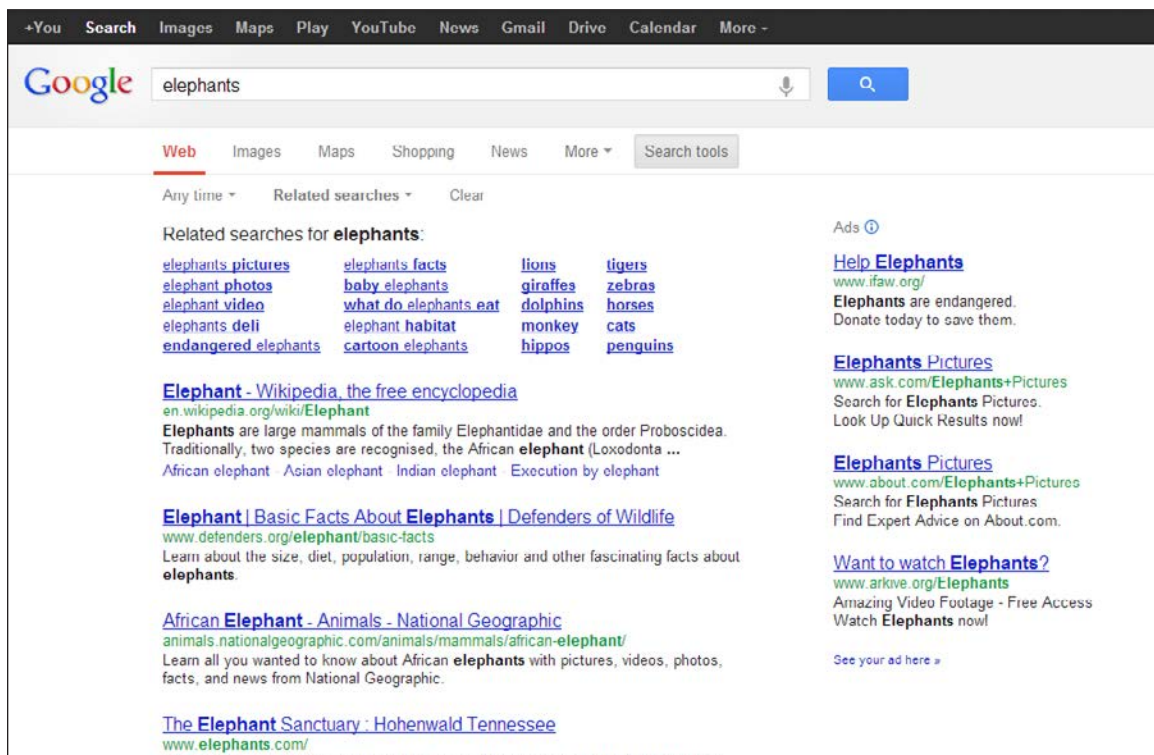 +You Search Images Maps Play YouTube News Gmail Drive Calendar More -
Google elephants
Web Images Maps Shopping News More Search tools
Any time Related searches Clear
Related searches for elephants:
elephants pictures elephants facts lions tigers
elephant photos baby elephants giraffes zebras
elephant video what do elephants eat dolphins horses
elephants deli elephant habitat monkey cats
endangered elephants cartoon elephants hippos penguins
Elephant - Wikipedia, the free encyclopedia
en.wikipedia.org/wiki/Elephant
Elephants are large mammals of the family Elephantidae and the order Proboscidea.
Traditionally, two species are recognised, the African elephant (Loxodonta ...
African elephant - Asian elephant - Indian elephant - Execution by elephant
Elephant | Basic Facts About Elephants | Defenders of Wildlife
www.defenders.org/elephant/basic-facts
Learn about the size, diet, population, range, behavior and other fascinating facts about
elephants.
African Elephant - Animals - National Geographic
animals.nationalgeographic.com/animals/mammals/african-elephant/
Learn all you wanted to know about African elephants with pictures, videos, photos,
facts, and news from National Geographic.
The Elephant Sanctuary : Hohenwald Tennessee
www.elephants.com/
Ads
Help Elephants
www.ifaw.org/
Elephants are endangered.
Donate today to save them.
Elephants Pictures
www.ask.com/Elephants+Pictures
Search for Elephants Pictures.
Look Up Quick Results now!
Elephants Pictures
www.about.com/Elephants+Pictures
Search for Elephants Pictures
Find Expert Advice on About.com.
Want to watch Elephants?
www.arkive.org/Elephants
Amazing Video Footage - Free Access
Watch Elephants now!
See your ad here »